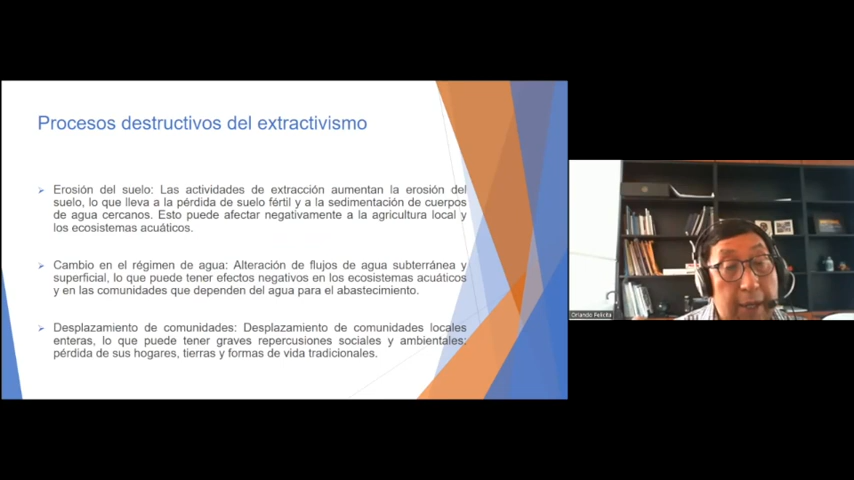 Procesos destructivos del extractivismo
Erosión del suelo: Las actividades de extracción aumentan la erosión del
suelo, lo que lleva a la pérdida de suelo fértil y a la sedimentación de cuerpos
de agua cercanos. Esto puede afectar negativamente a la agricultura local y
los ecosistemas acuáticos.
Cambio en el régimen de agua: Alteración de flujos de agua subterránea y
superficial, lo que puede tener efectos negativos en los ecosistemas acuáticos
y en las comunidades que dependen del agua para el abastecimiento.
Desplazamiento de comunidades: Desplazamiento de comunidades locales
enteras, lo que puede tener graves repercusiones sociales y ambientales:
pérdida de sus hogares, tierras y formas de vida tradicionales.
Orlando Felicita